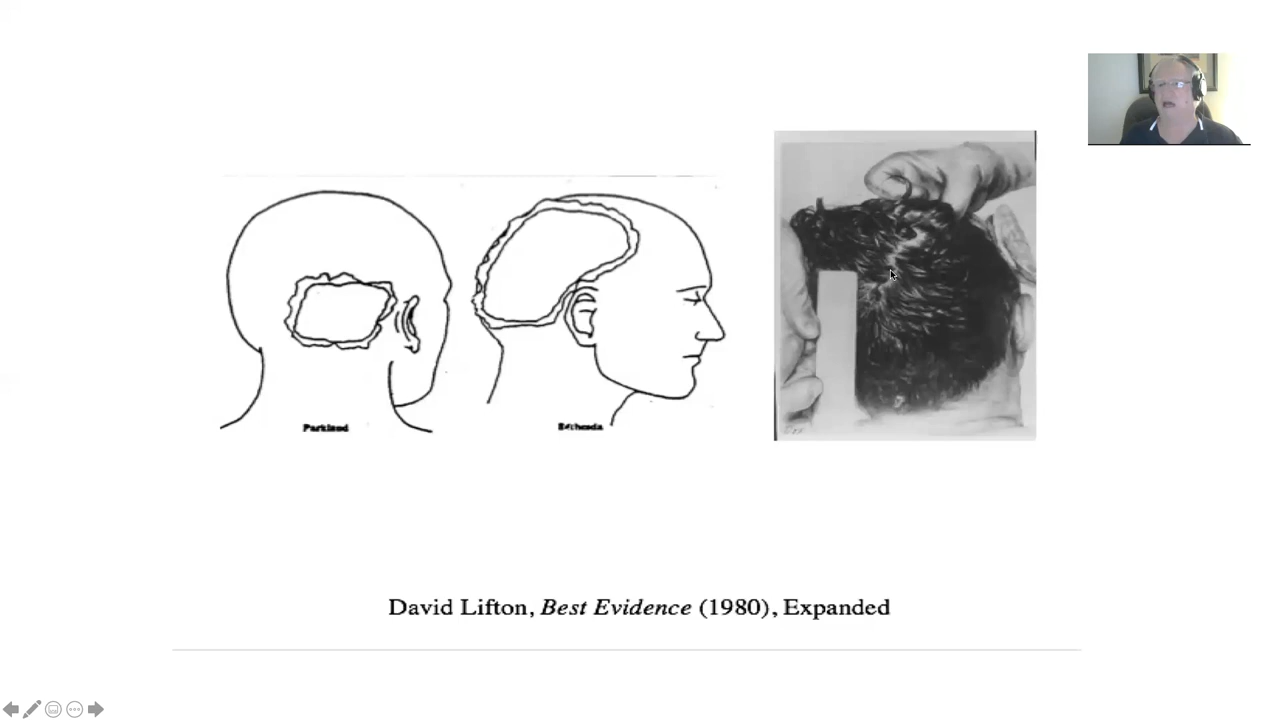 Parkland
Bethesda
David Lifton, Best Evidence (1980), Expanded